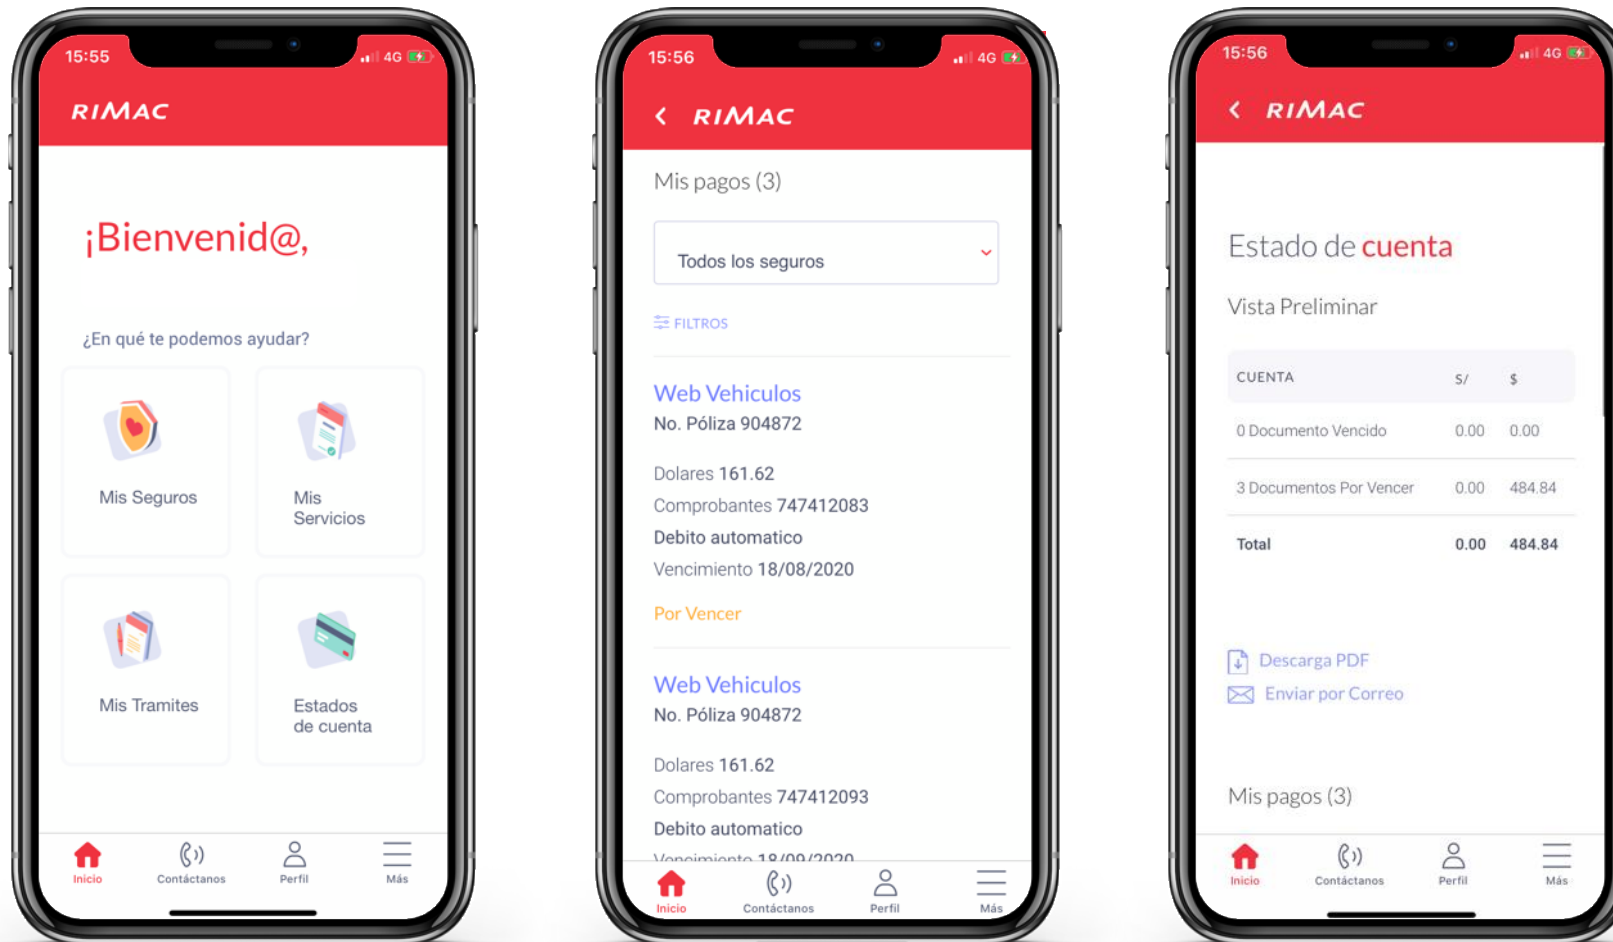 15:55
4G
RIMAC
¡Bienvenid@,
¿En qué te podemos ayudar?
Mis Seguros
Mis
Servicios
Mis Tramites
Estados
de cuenta
Inicio
Contáctanos
Perfil
Más
15:56
4G
RIMAC
Mis pagos (3)
Todos los seguros
FILTROS
Web Vehiculos
No. Póliza 904872
Dolares 161.62
Comprobantes 747412083
Debito automatico
Vencimiento 18/08/2020
Por Vencer
Web Vehiculos
No. Póliza 904872
Dolares 161.62
Comprobantes 747412093
Debito automatico
Vencimiento 18/09/2020
Inicio
Contáctanos
Perfil
Más
15:56
4G
RIMAC
Estado de cuenta
Vista Preliminar
CUENTA S/ $
0 Documento Vencido 0.00 0.00
3 Documentos Por Vencer 0.00 484.84
Total 0.00 484.84
Descarga PDF
Enviar por Correo
Mis pagos (3)
Inicio
Contáctanos
Perfil
Más